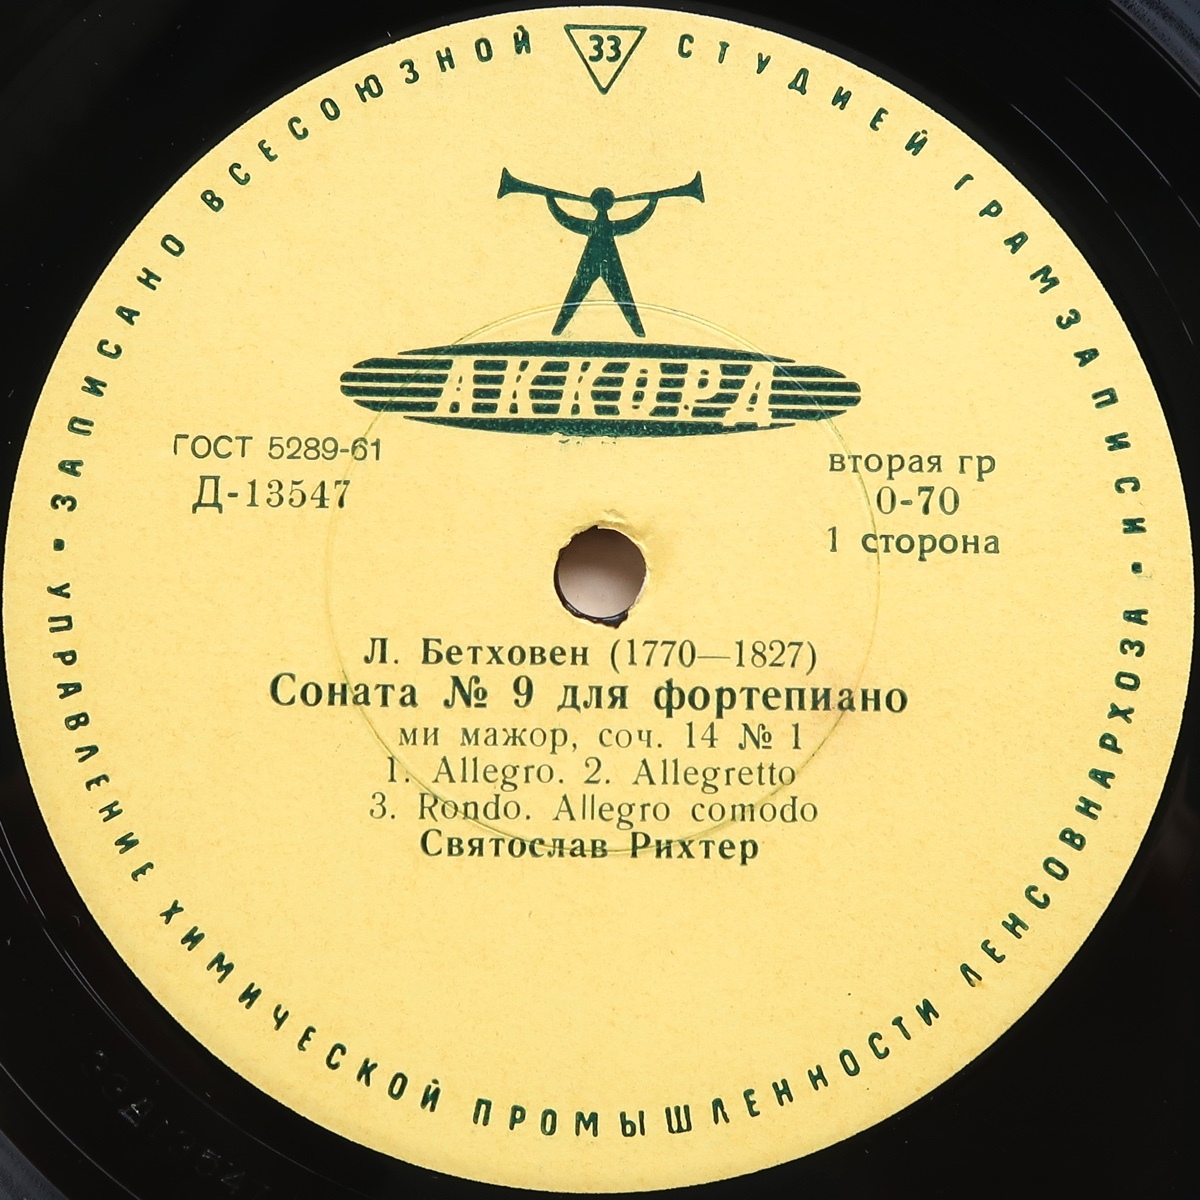 ЗАПИСАНО ВСЕСОЮЗНОЙ СТУДИЕЙ ГРАМЗАПИСИ
33
АККОРД
ГОСТ 5289-61
Д-13547
вторая гр
0-70
1 сторона
Л. Бетховен (1770—1827)
Соната № 9 для фортепиано
ми мажор, соч. 14 № 1
1. Allegro. 2. Allegretto
3. Rondo. Allegro comodo
Святослав Рихтер
УПРАВЛЕНИЕ ХИМИЧЕСКОЙ ПРОМЫШЛЕННОСТИ ЛЕНСОВНАРХОЗА